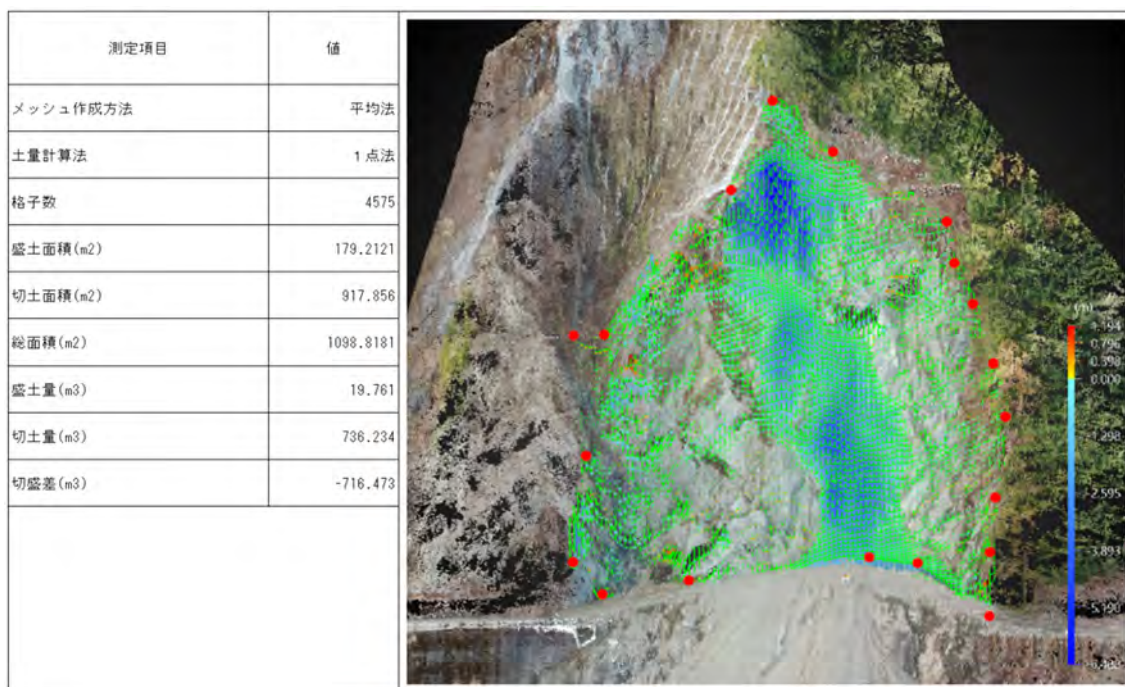 測定項目 値
メッシュ作成方法 平均法
土量計算法 1点法
格子数 4575
盛土面積(m2) 179.2121
切土面積(m2) 917.856
総面積(m2) 1098.8181
盛土量(m3) 19.761
切土量(m3) 736.234
切盛差(m3) -716.473
(m)
1.194
0.796
0.398
0.000
-1.298
-2.595
-3.893
-5.190